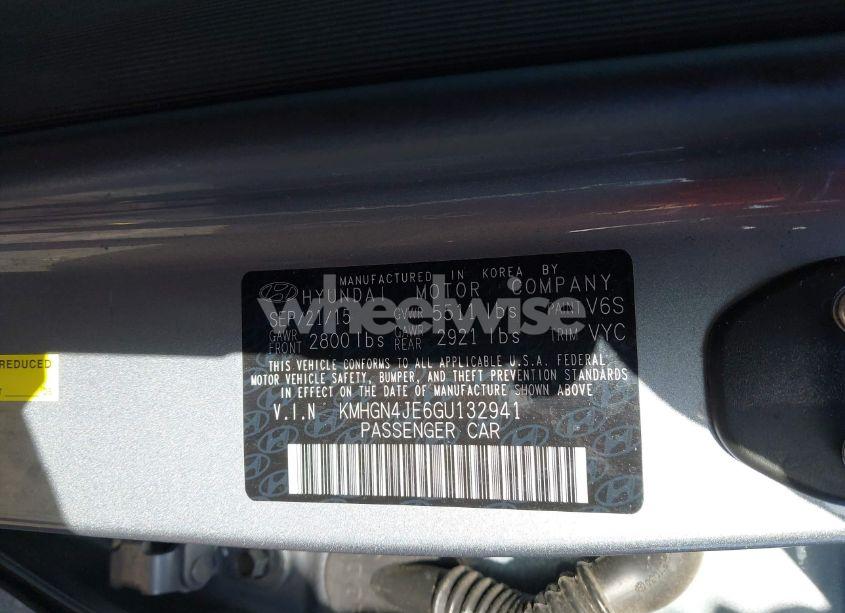 wheelwise
MANUFACTURED IN KOREA BY
HYUNDAI MOTOR COMPANY
SEP/21/15 GVWR 5511 lbs PAINT V6S
GAWR FRONT 2800 lbs GAWR REAR 2921 lbs TRIM VYC
THIS VEHICLE CONFORMS TO ALL APPLICABLE U.S.A. FEDERAL
MOTOR VEHICLE SAFETY, BUMPER, AND THEFT PREVENTION STANDARDS
IN EFFECT ON THE DATE OF MANUFACTURE SHOWN ABOVE
V.I.N KMHGN4JE6GU132941
PASSENGER CAR
REDUCED